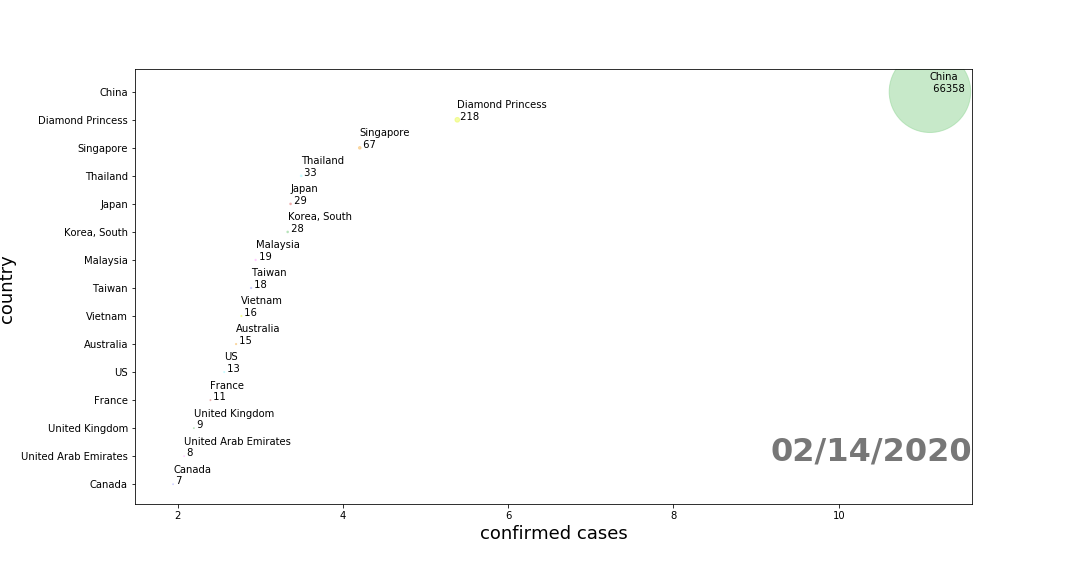 China
66358
China
Diamond Princess
218
Diamond Princess
Singapore
67
Singapore
Thailand
33
Thailand
Japan
29
Japan
Korea, South
28
Korea, South
Malaysia
19
Malaysia
Taiwan
18
Taiwan
Vietnam
16
Vietnam
Australia
15
Australia
US
13
US
France
11
France
United Kingdom
9
United Kingdom
United Arab Emirates
8
United Arab Emirates
Canada
7
Canada
country
02/14/2020
2 4 6 8 10
confirmed cases